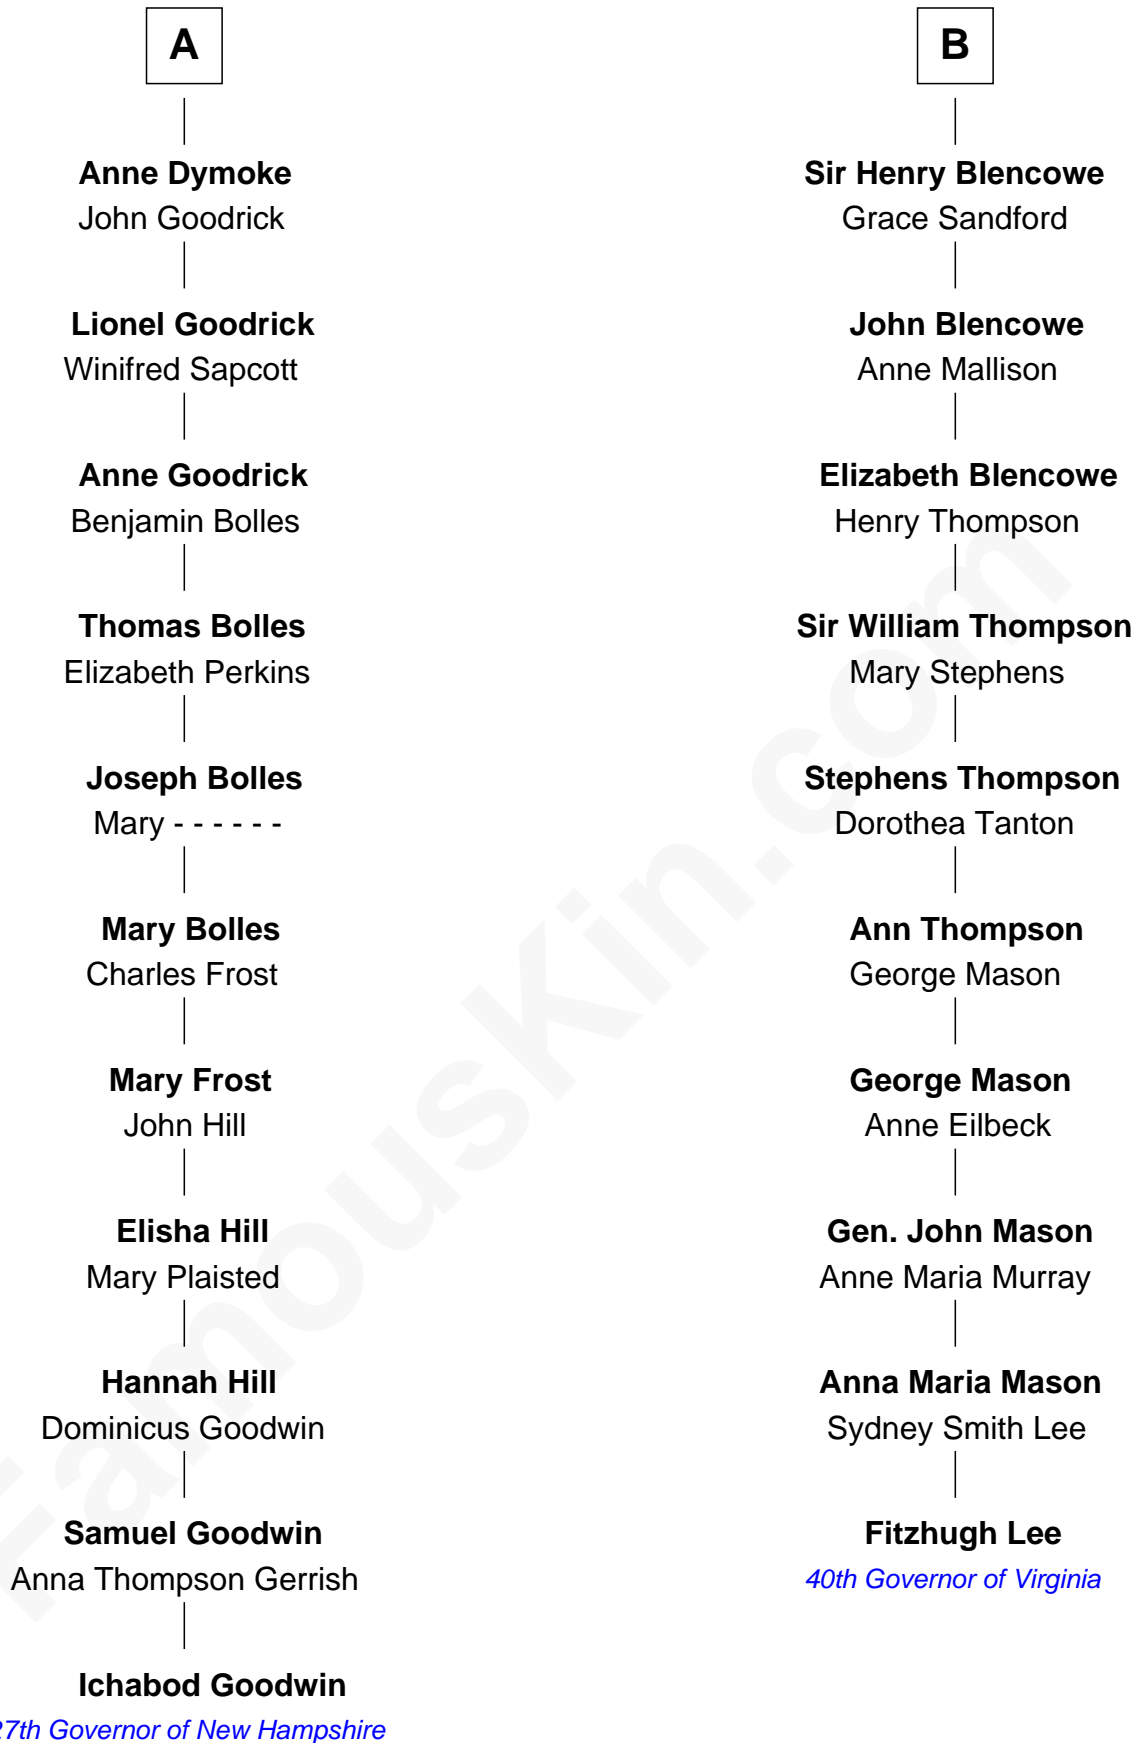 A
Anne Dymoke
John Goodrick
Lionel Goodrick
Winifred Sapcott
Anne Goodrick
Benjamin Bolles
Thomas Bolles
Elizabeth Perkins
Joseph Bolles
Mary - - - - - -
Mary Bolles
Charles Frost
Mary Frost
John Hill
Elisha Hill
Mary Plaisted
Hannah Hill
Dominicus Goodwin
Samuel Goodwin
Anna Thompson Gerrish
Ichabod Goodwin
27th Governor of New Hampshire
B
Sir Henry Blencowe
Grace Sandford
John Blencowe
Anne Mallison
Elizabeth Blencowe
Henry Thompson
Sir William Thompson
Mary Stephens
Stephens Thompson
Dorothea Tanton
Ann Thompson
George Mason
George Mason
Anne Eilbeck
Gen. John Mason
Anne Maria Murray
Anna Maria Mason
Sydney Smith Lee
Fitzhugh Lee
40th Governor of Virginia
FamousKin.com